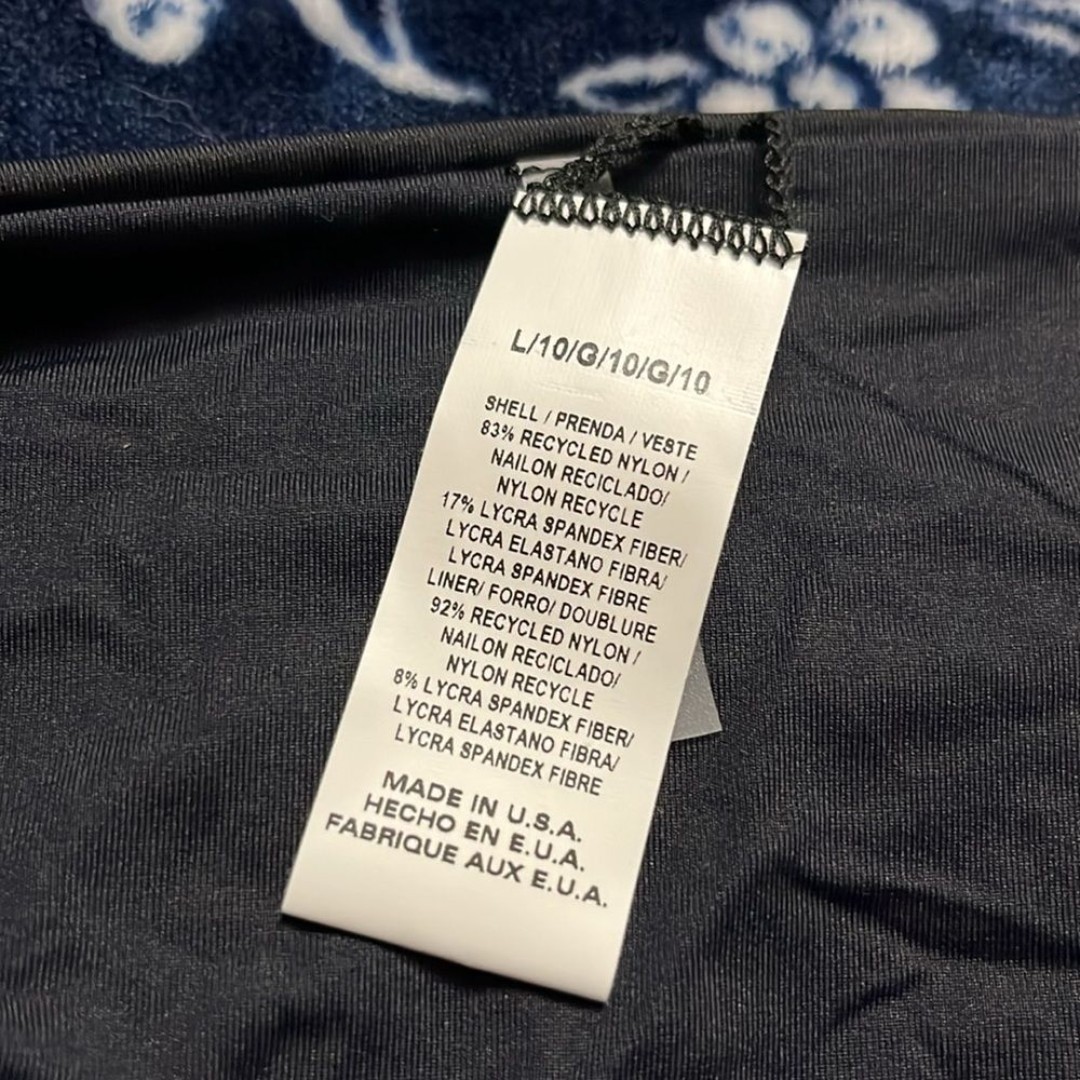 L/10/G/10/G/10
SHELL / PRENDA / VESTE
83% RECYCLED NYLON /
NAILON RECICLADO/
NYLON RECYCLE
17% LYCRA SPANDEX FIBER/
LYCRA ELASTANO FIBRA/
LYCRA SPANDEX FIBRE
LINER/ FORRO/ DOUBLURE
92% RECYCLED NYLON /
NAILON RECICLADO/
NYLON RECYCLE
8% LYCRA SPANDEX FIBER/
LYCRA ELASTANO FIBRA/
LYCRA SPANDEX FIBRE
MADE IN U.S.A.
HECHO EN E.U.A.
FABRIQUE AUX E.U.A.